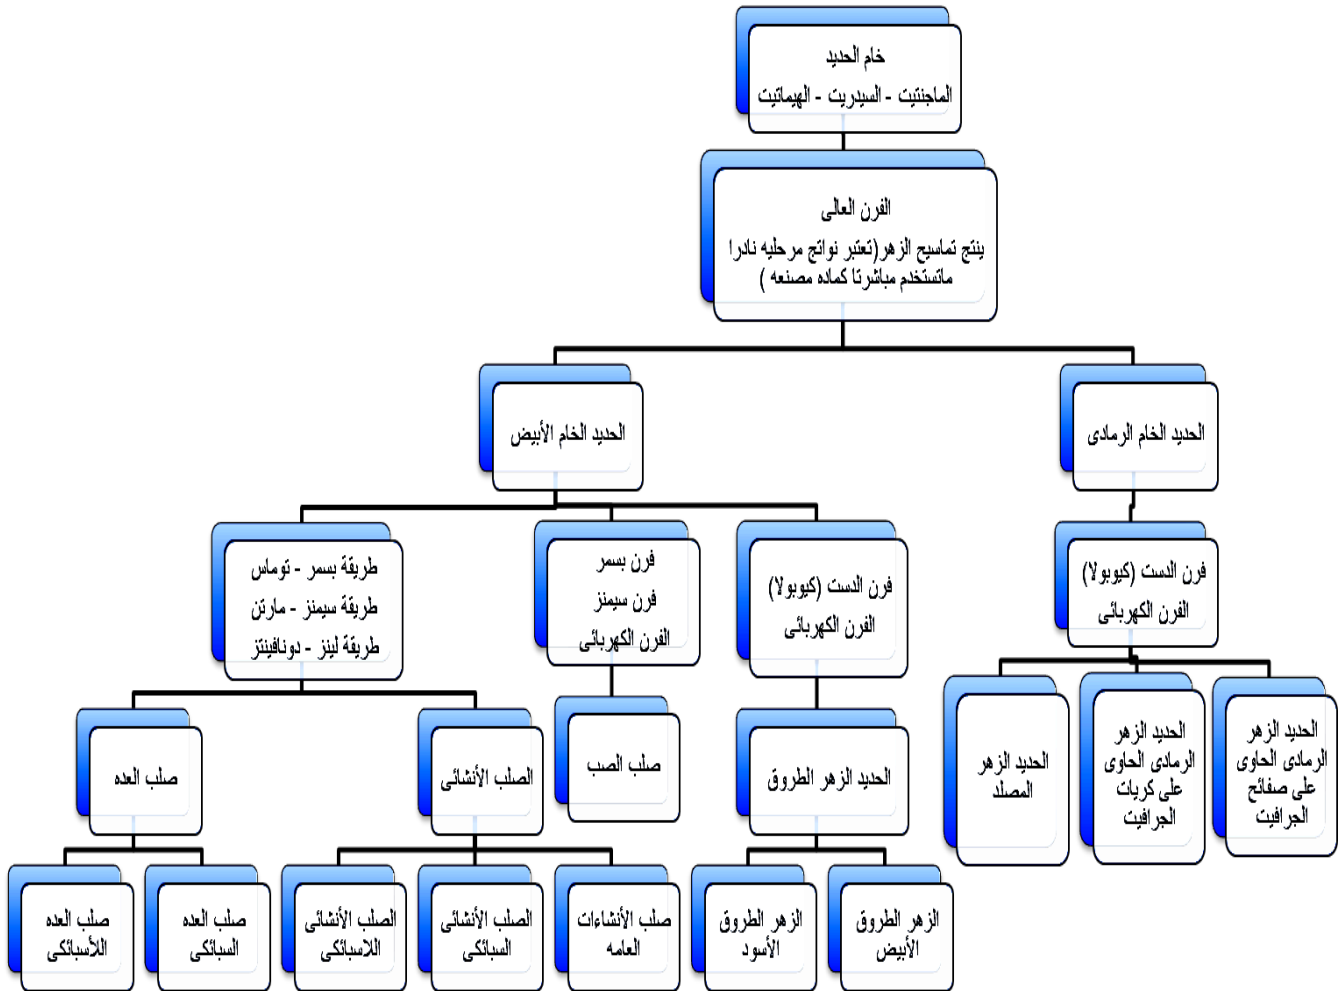 خام الحديد
الماجنتيت - السيدريت - الهيماتيت
الفرن العالى
ينتج تماسيح الزهر(تعتبر نواتج مرحليه نادرا
ماتستخدم مباشرتا كماده مصنعه )
الحديد الخام الرمادى
الحديد الخام الأبيض
فرن الدست (كيوبولا)
الفرن الكهربائى
فرن الدست (كيوبولا)
الفرن الكهربائى
فرن بسمر
فرن سيمنز
الفرن الكهربائى
طريقة بسمر - توماس
طريقة سيمنز - مارتن
طريقة لينز - دونافينتز
الحديد الزهر
الرمادى الحاوى
على صفائح
الجرافيت
الحديد الزهر
الرمادى الحاوى
على كريات
الجرافيت
الحديد الزهر
المصلد
الحديد الزهر الطروق
صلب الصب
الصلب الأنشائى
صلب العده
الزهر الطروق
الأبيض
الزهر الطروق
الأسود
صلب الأنشاءات
العامه
الصلب الأنشائى
السبائكى
الصلب الأنشائى
اللاسبائكى
صلب العده
السبائكى
صلب العده
اللأسبائكى